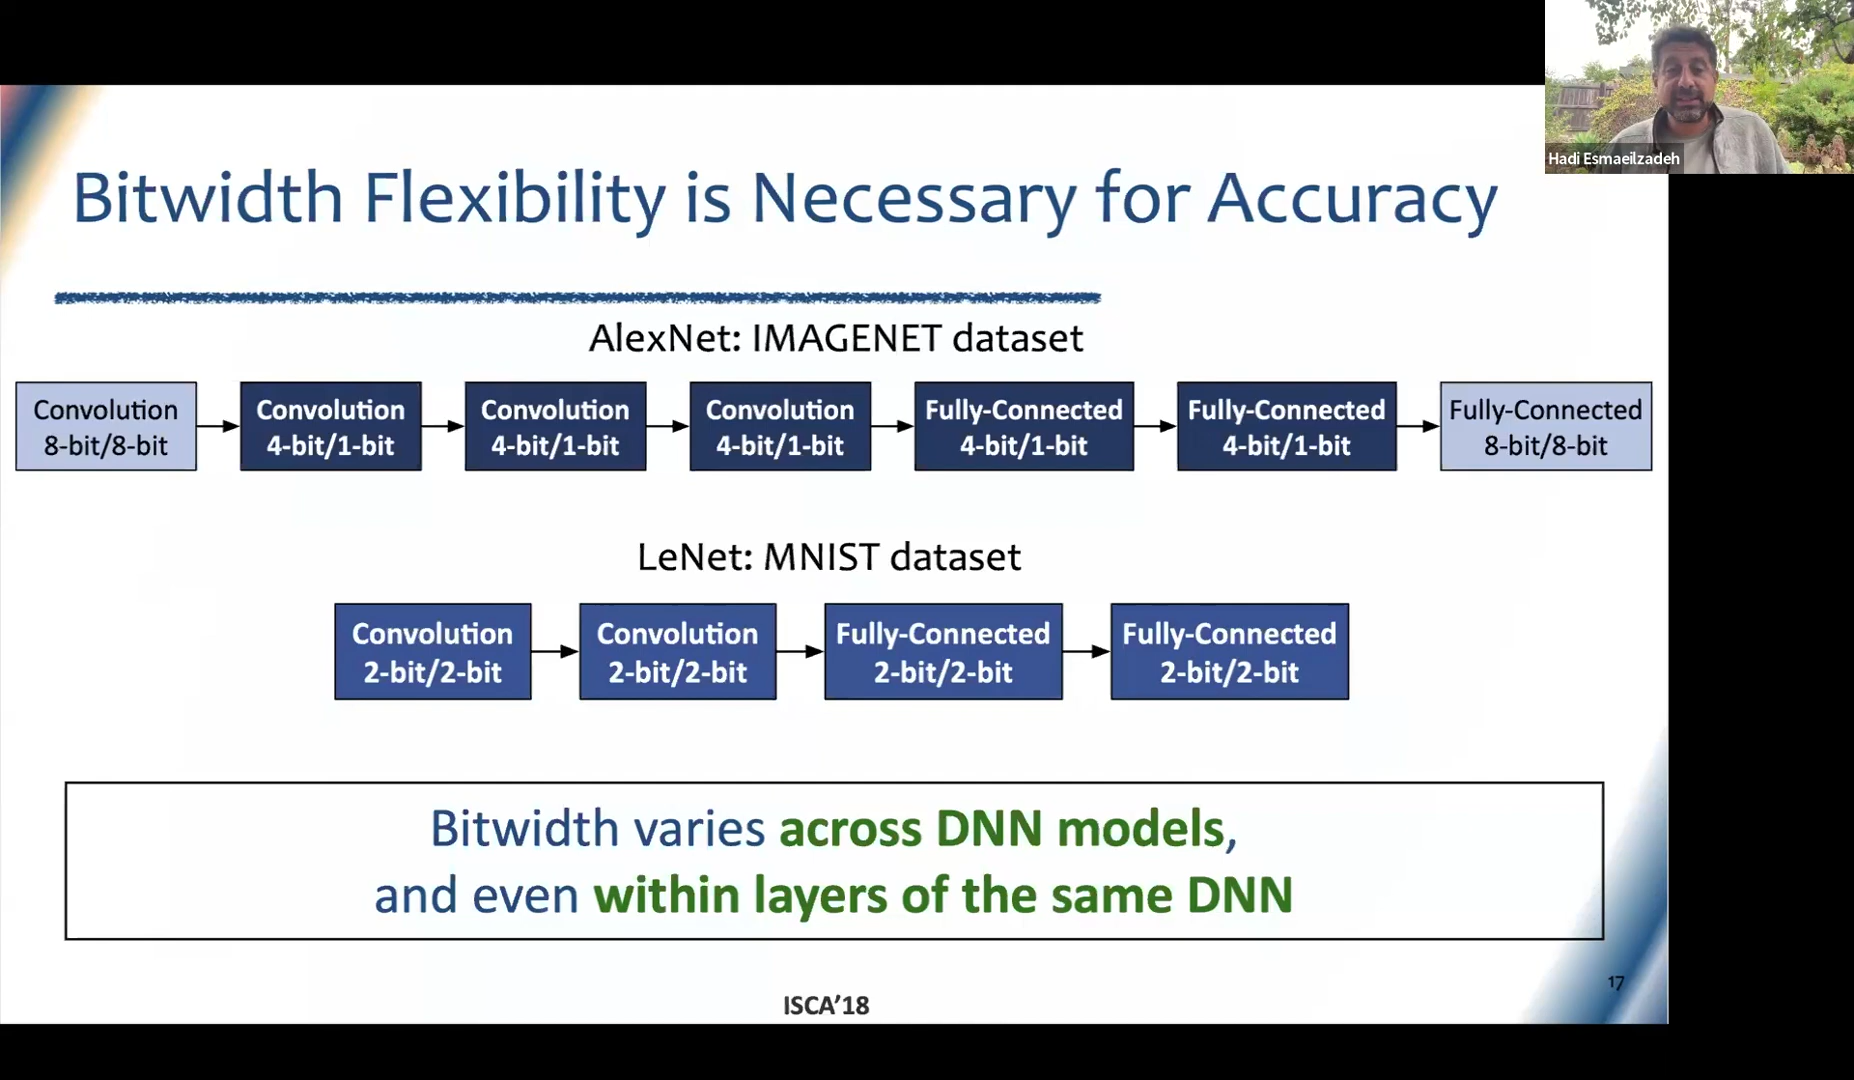 Hadi Esmaeilzadeh
Bitwidth Flexibility is Necessary for Accuracy
AlexNet: IMAGENET dataset
Convolution
8-bit/8-bit
Convolution
4-bit/1-bit
Convolution
4-bit/1-bit
Convolution
4-bit/1-bit
Fully-Connected
4-bit/1-bit
Fully-Connected
4-bit/1-bit
Fully-Connected
8-bit/8-bit
LeNet: MNIST dataset
Convolution
2-bit/2-bit
Convolution
2-bit/2-bit
Fully-Connected
2-bit/2-bit
Fully-Connected
2-bit/2-bit
Bitwidth varies across DNN models,
and even within layers of the same DNN
17
ISCA’18